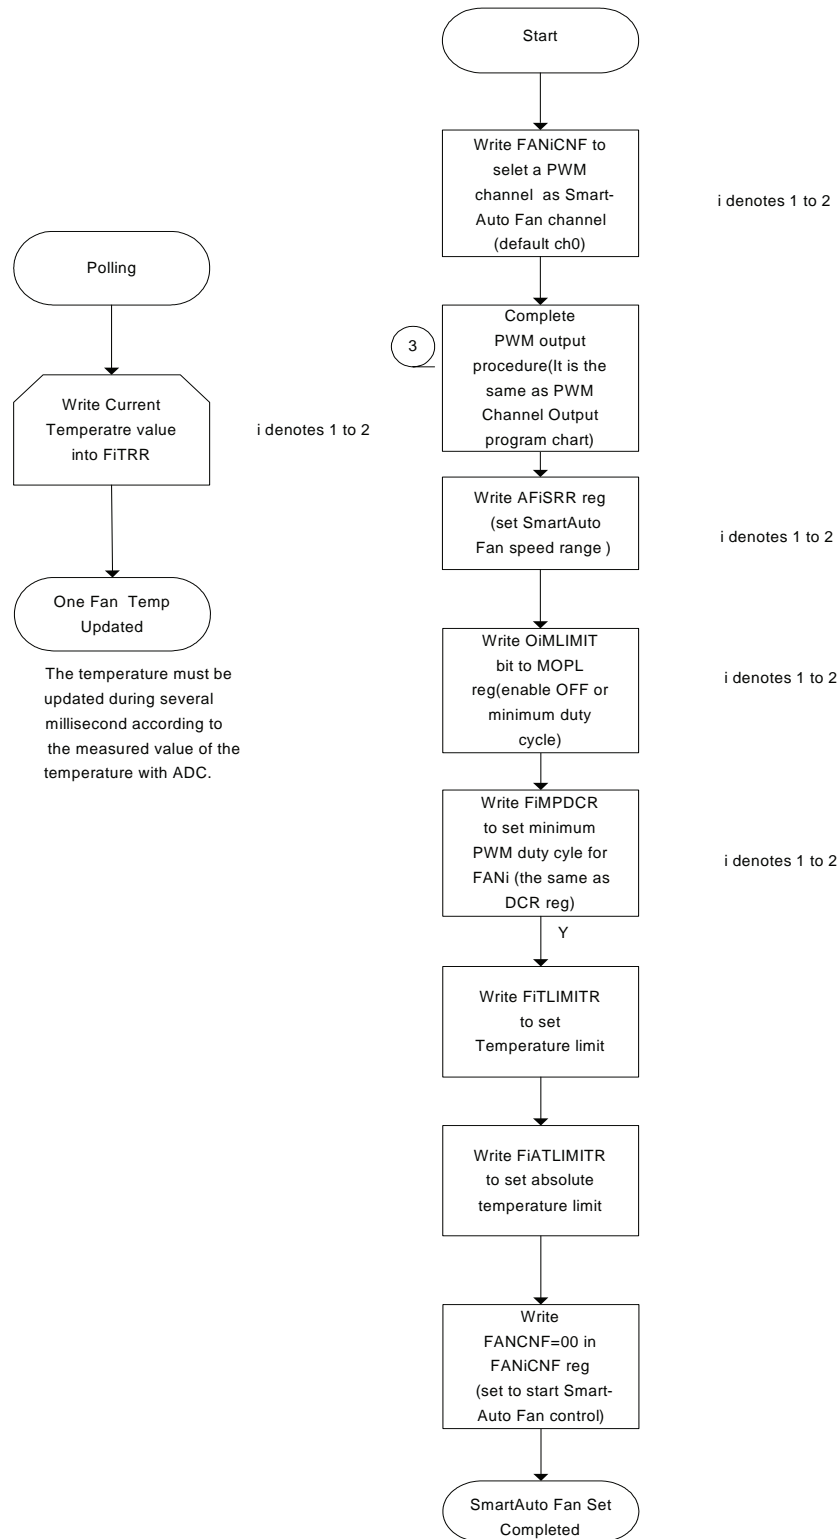 Start
Write FANiCNF to
selet a PWM
channel as Smart-
Auto Fan channel
(default ch0)
i denotes 1 to 2
Polling
Complete
PWM output
procedure(It is the
same as PWM
Channel Output
program chart)
3
Write Current
Temperatre value
into FiTRR
i denotes 1 to 2
Write AFiSRR reg
(set SmartAuto
Fan speed range )
i denotes 1 to 2
One Fan Temp
Updated
The temperature must be
updated during several
millisecond according to
the measured value of the
temperature with ADC.
Write OiMLIMIT
bit to MOPL
reg(enable OFF or
minimum duty
cycle)
i denotes 1 to 2
Write FiMPDCR
to set minimum
PWM duty cyle for
FANi (the same as
DCR reg)
i denotes 1 to 2
Y
Write FiTLIMITR
to set
Temperature limit
Write FiATLIMITR
to set absolute
temperature limit
Write
FANCNF=00 in
FANiCNF reg
(set to start Smart-
Auto Fan control)
SmartAuto Fan Set
Completed